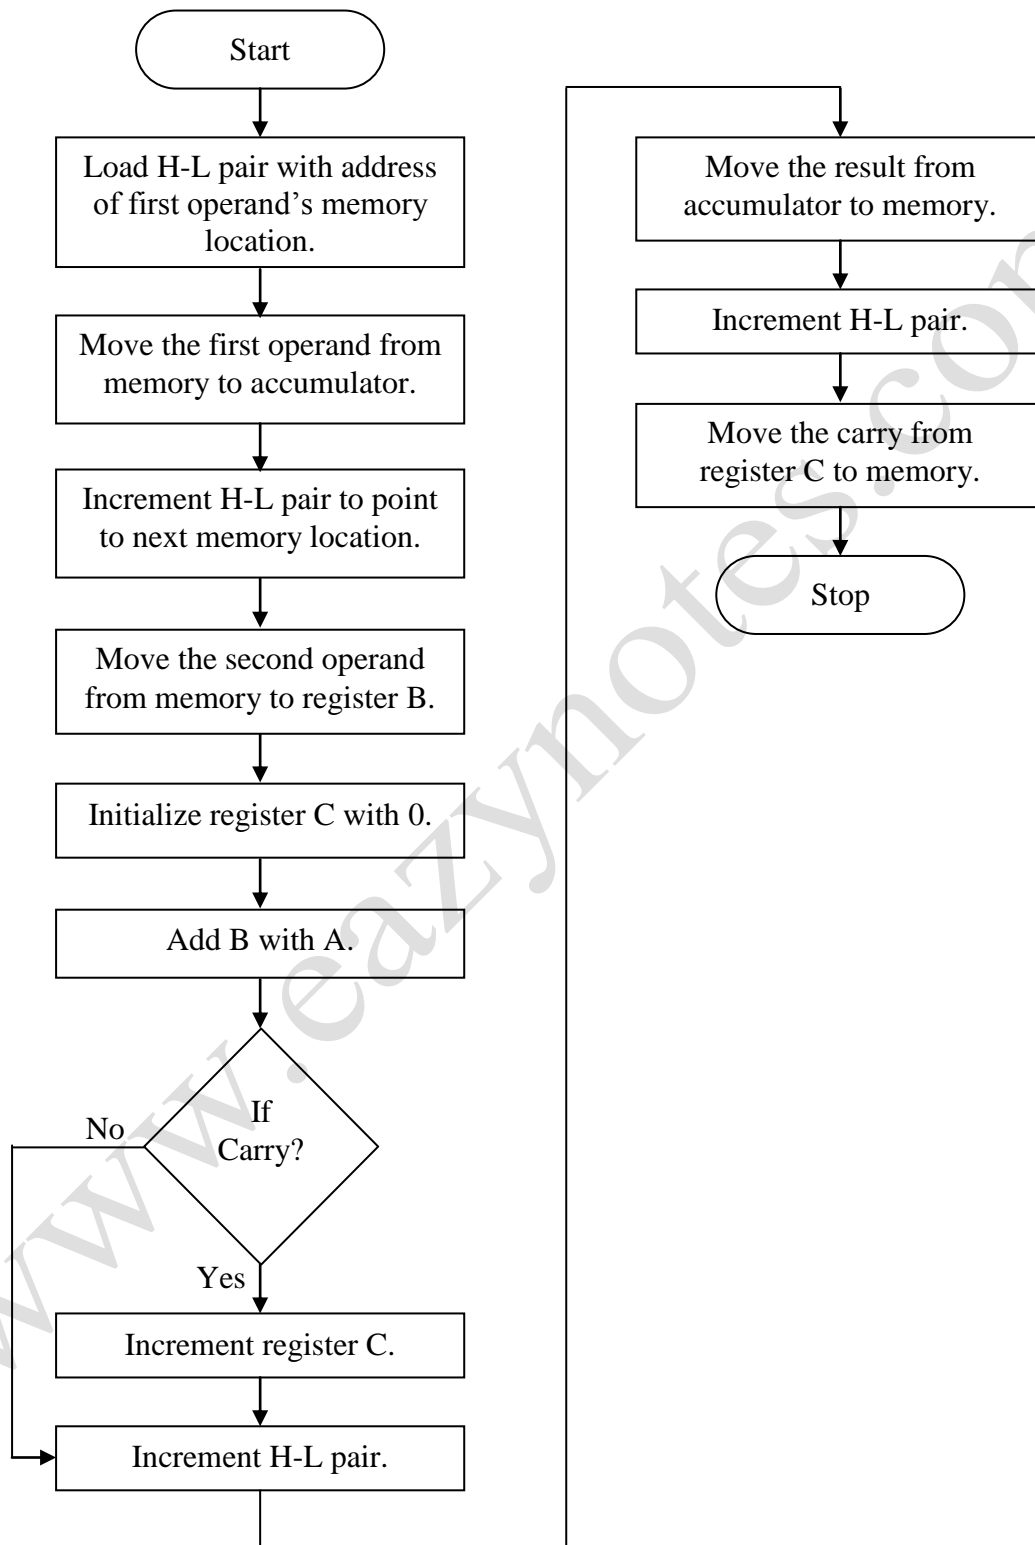 Start
Load H-L pair with address
of first operand’s memory
location.
Move the first operand from
memory to accumulator.
Increment H-L pair to point
to next memory location.
Move the second operand
from memory to register B.
Initialize register C with 0.
Add B with A.
If
Carry?
No
Yes
Increment register C.
Increment H-L pair.
Move the result from
accumulator to memory.
Increment H-L pair.
Move the carry from
register C to memory.
Stop
www.eazynotes.com